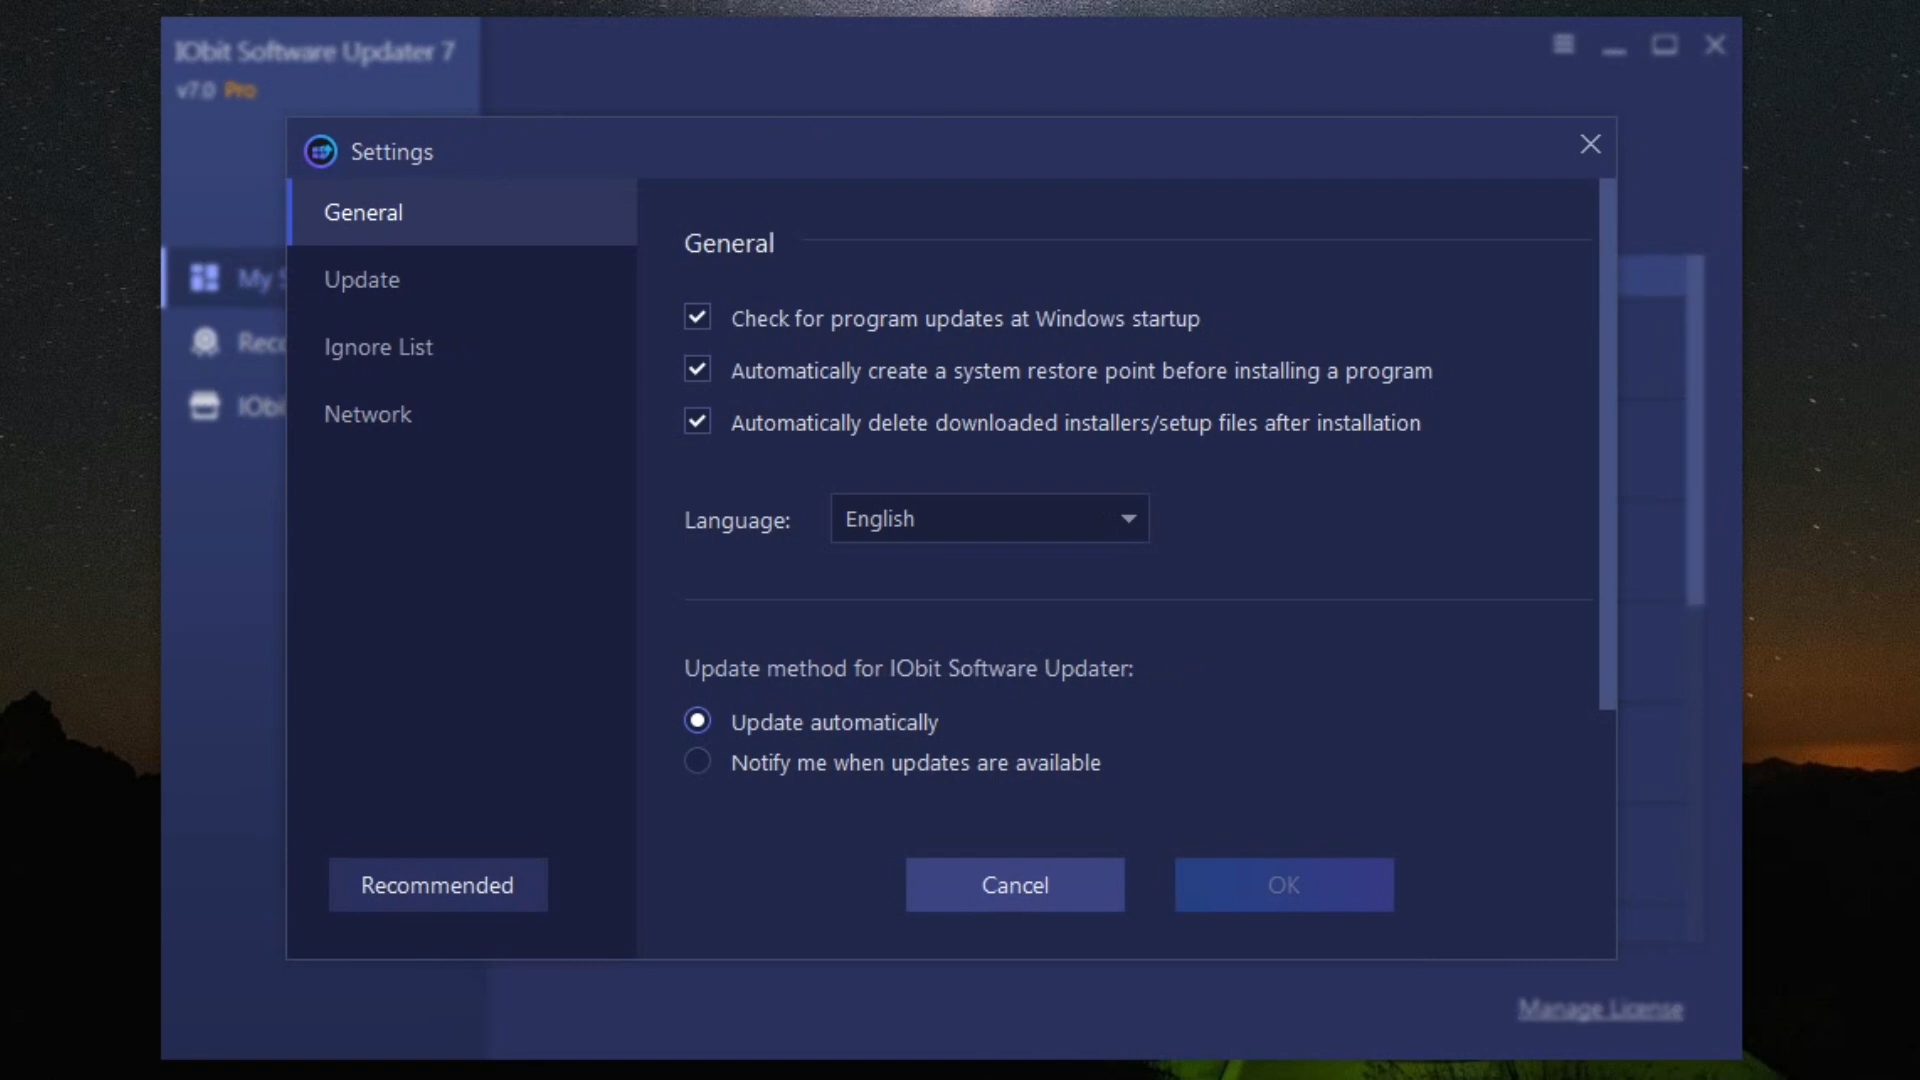 IObit Software Updater 7
v7.0 Pro
Settings
General
Update
Ignore List
Network
My
IObit
General
Check for program updates at Windows startup
Automatically create a system restore point before installing a program
Automatically delete downloaded installers/setup files after installation
Language:
English
Update method for IObit Software Updater:
Update automatically
Notify me when updates are available
Recommended
Cancel
OK
Manage License